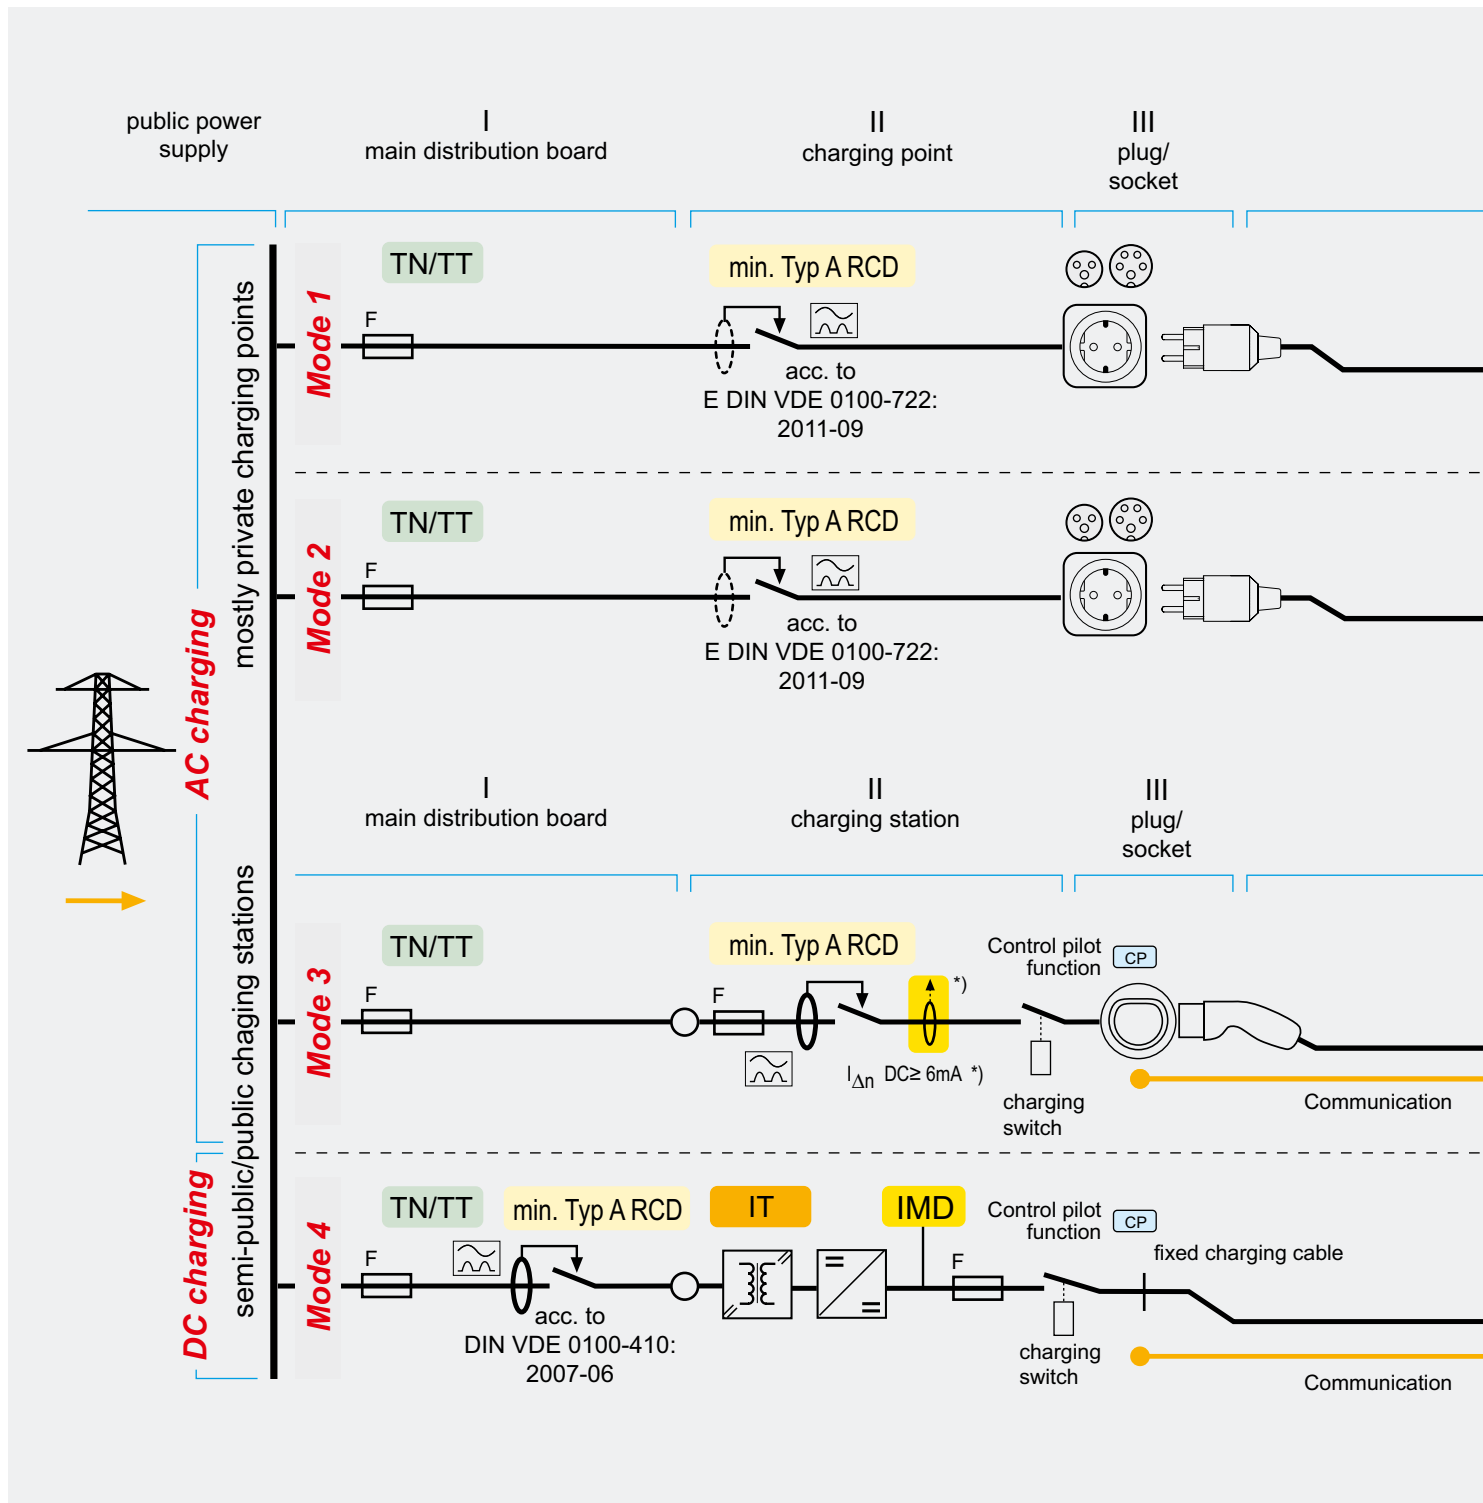 public power
supply
I
main distribution board
II
charging point
III
plug/
socket
AC charging
mostly private charging points
Mode 1
TN/TT
F
min. Typ A RCD
acc. to
E DIN VDE 0100-722:
2011-09
Mode 2
TN/TT
F
min. Typ A RCD
acc. to
E DIN VDE 0100-722:
2011-09
I
main distribution board
II
charging station
III
plug/
socket
semi-public/public chaging stations
Mode 3
TN/TT
F
min. Typ A RCD
F
*)
I∆n DC≥ 6mA *)
Control pilot
function
CP
charging
switch
Communication
DC charging
Mode 4
TN/TT
F
min. Typ A RCD
acc. to
DIN VDE 0100-410:
2007-06
IT
IMD
F
Control pilot
function
CP
fixed charging cable
charging
switch
Communication